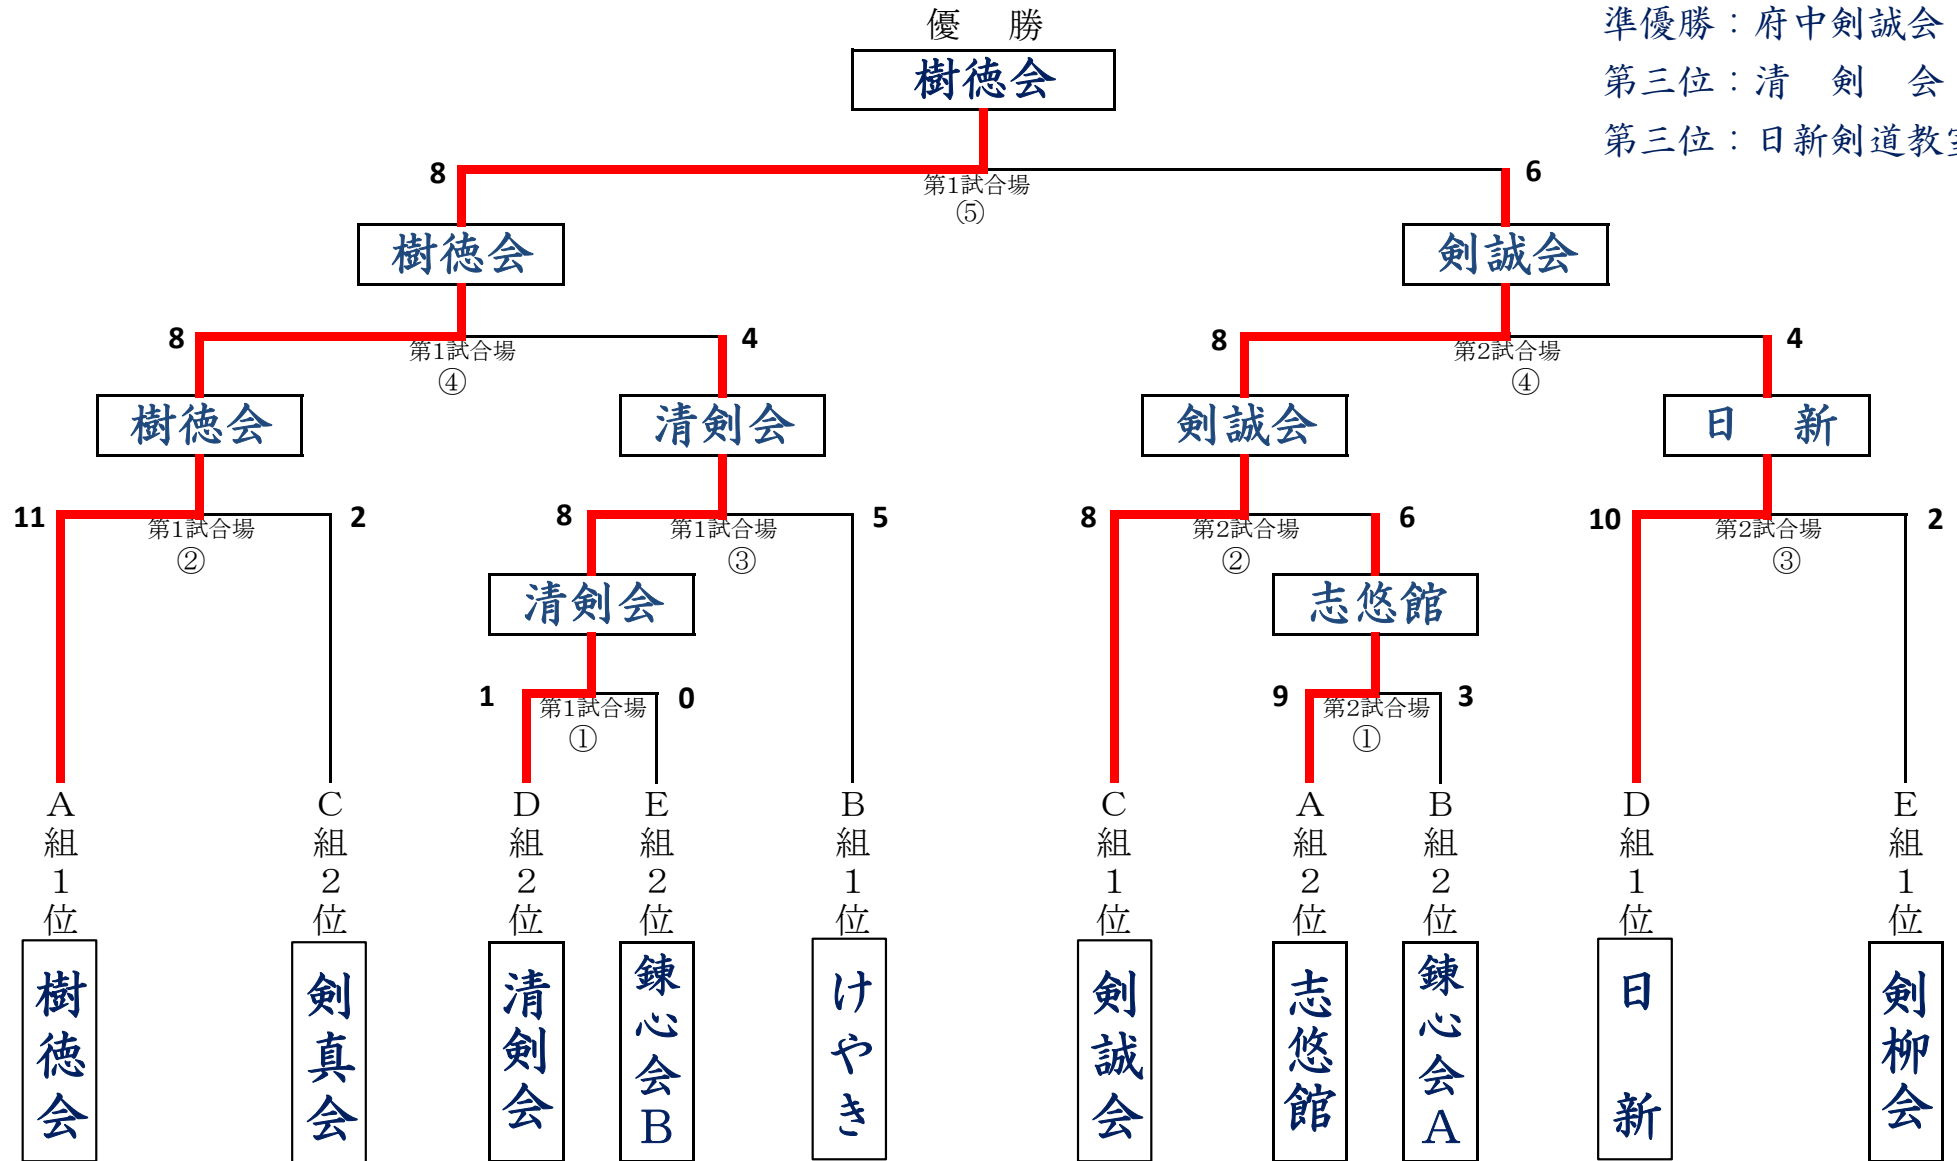 優　勝
樹徳会
準優勝：府中剣誠会
第三位：清　剣　会
第三位：日新剣道教室
8
6
第1試合場
⑤
樹徳会
剣誠会
8
4
8
4
第1試合場
④
第2試合場
④
樹徳会
清剣会
剣誠会
日　新
11
2
8
5
8
6
10
2
第1試合場
②
第1試合場
③
第2試合場
②
第2試合場
③
清剣会
志悠館
1
0
9
3
第1試合場
①
第2試合場
①
A組1位
C組2位
D組2位
E組2位
B組1位
C組1位
A組2位
B組2位
D組1位
E組1位
樹徳会
剣真会
清剣会
錬心会B
けやき
剣誠会
志悠館
錬心会A
日　新
剣柳会